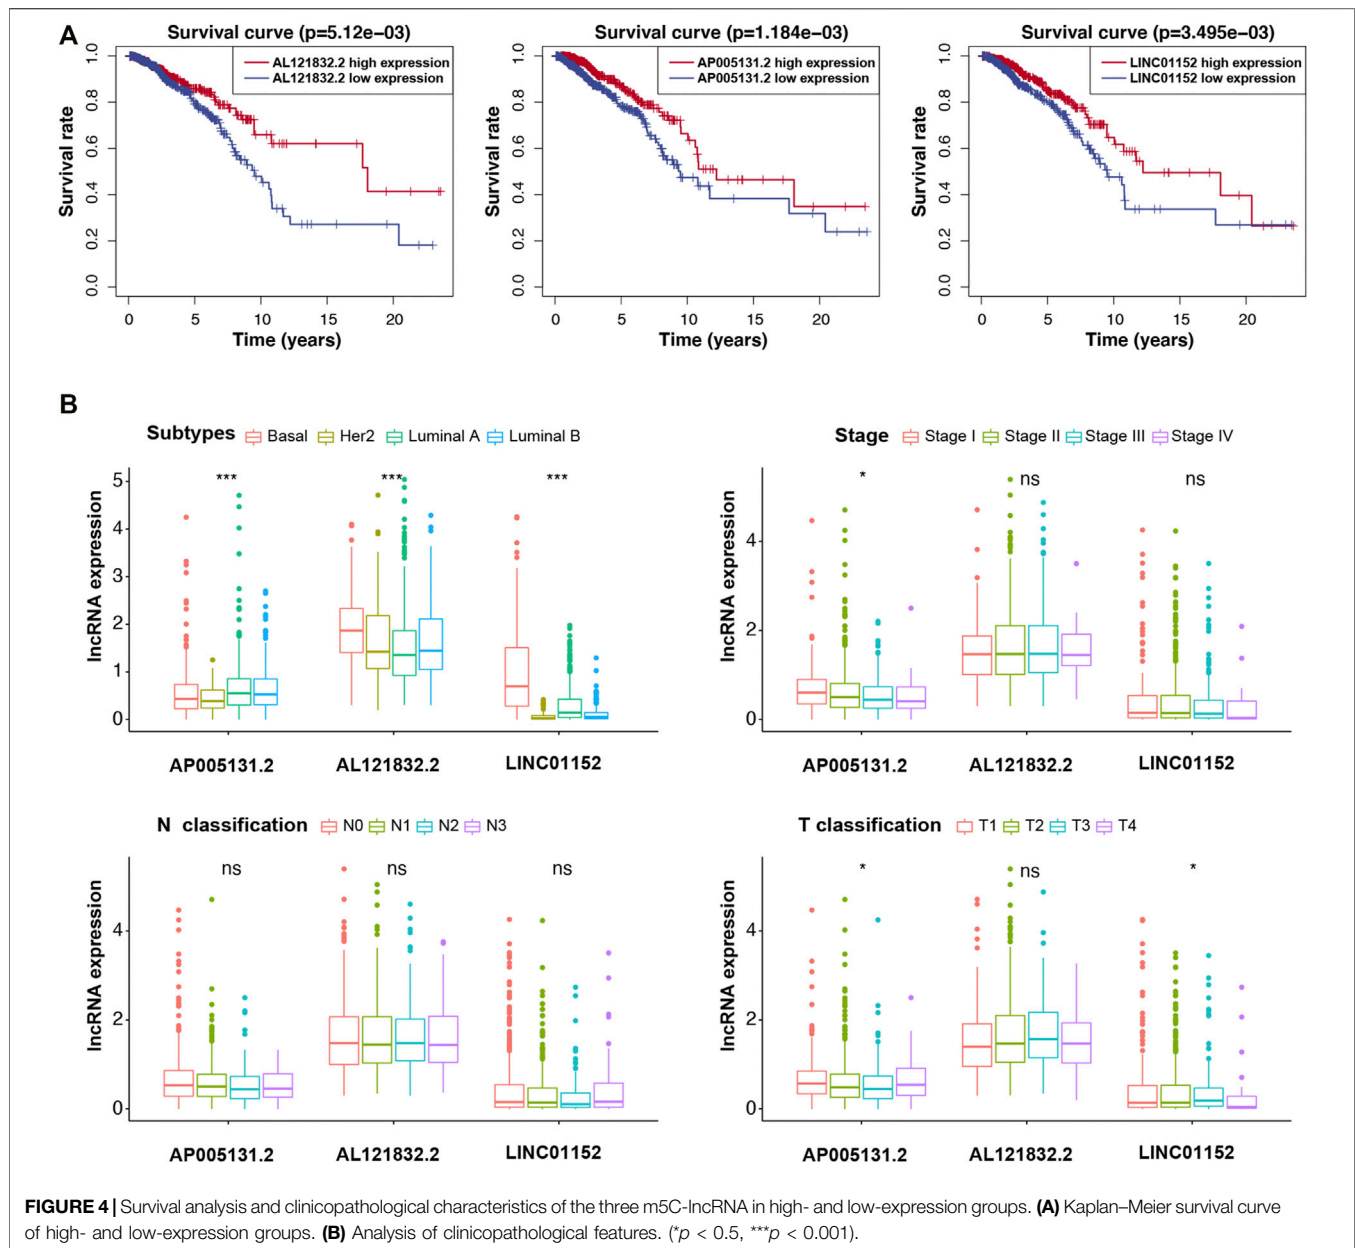 A
Survival curve (p=5.12e−03)
AL121832.2 high expression
AL121832.2 low expression
Survival rate
1.0
0.8
0.6
0.4
0.2
0.0
0 5 10 15 20
Time (years)
Survival curve (p=1.184e−03)
AP005131.2 high expression
AP005131.2 low expression
Survival rate
1.0
0.8
0.6
0.4
0.2
0.0
0 5 10 15 20
Time (years)
Survival curve (p=3.495e−03)
LINC01152 high expression
LINC01152 low expression
Survival rate
1.0
0.8
0.6
0.4
0.2
0.0
0 5 10 15 20
Time (years)
B
Subtypes Basal Her2 Luminal A Luminal B
lncRNA expression
5
4
3
2
1
0
*** *** ***
AP005131.2 AL121832.2 LINC01152
Stage Stage I Stage II Stage III Stage IV
lncRNA expression
4
2
0
* ns ns
AP005131.2 AL121832.2 LINC01152
N classification N0 N1 N2 N3
lncRNA expression
4
2
0
ns ns ns
AP005131.2 AL121832.2 LINC01152
T classification T1 T2 T3 T4
lncRNA expression
4
2
0
* ns *
AP005131.2 AL121832.2 LINC01152
FIGURE 4 | Survival analysis and clinicopathological characteristics of the three m5C-lncRNA in high- and low-expression groups. (A) Kaplan–Meier survival curve
of high- and low-expression groups. (B) Analysis of clinicopathological features. (*p < 0.5, ***p < 0.001).